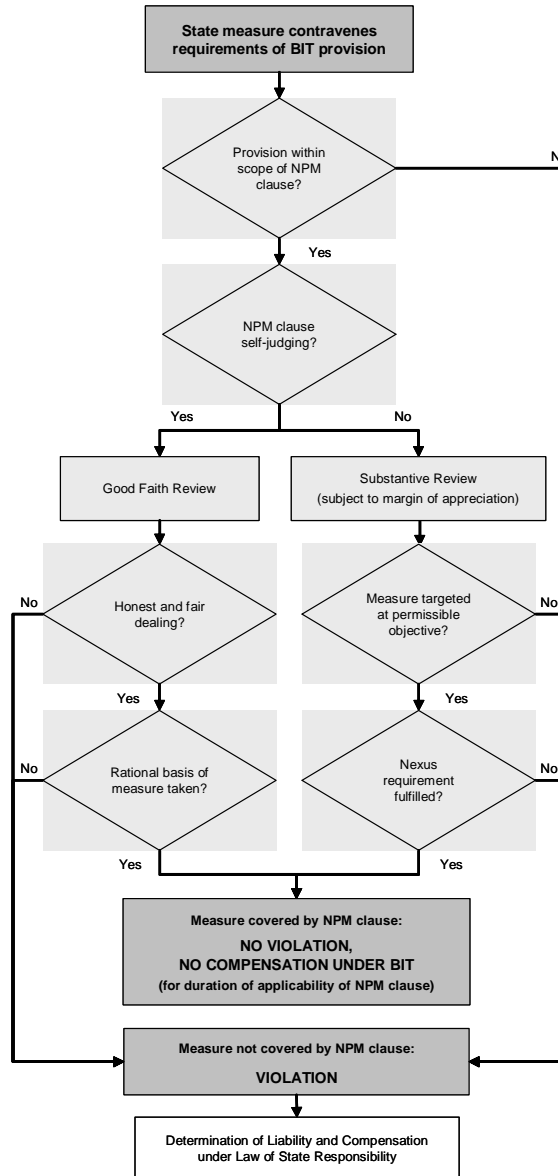 State measure contravenes
requirements of BIT provision
Provision within
scope of NPM
clause?
Yes
NPM clause
self-judging?
Yes
No
Good Faith Review
Substantive Review
(subject to margin of appreciation)
No
Honest and fair
dealing?
Measure targeted
at permissible
objective?
No
Yes
Yes
No
Rational basis of
measure taken?
Nexus
requirement
fulfilled?
No
Yes
Yes
Measure covered by NPM clause:
NO VIOLATION,
NO COMPENSATION UNDER BIT
(for duration of applicability of NPM clause)
Measure not covered by NPM clause:
VIOLATION
Determination of Liability and Compensation
under Law of State Responsibility